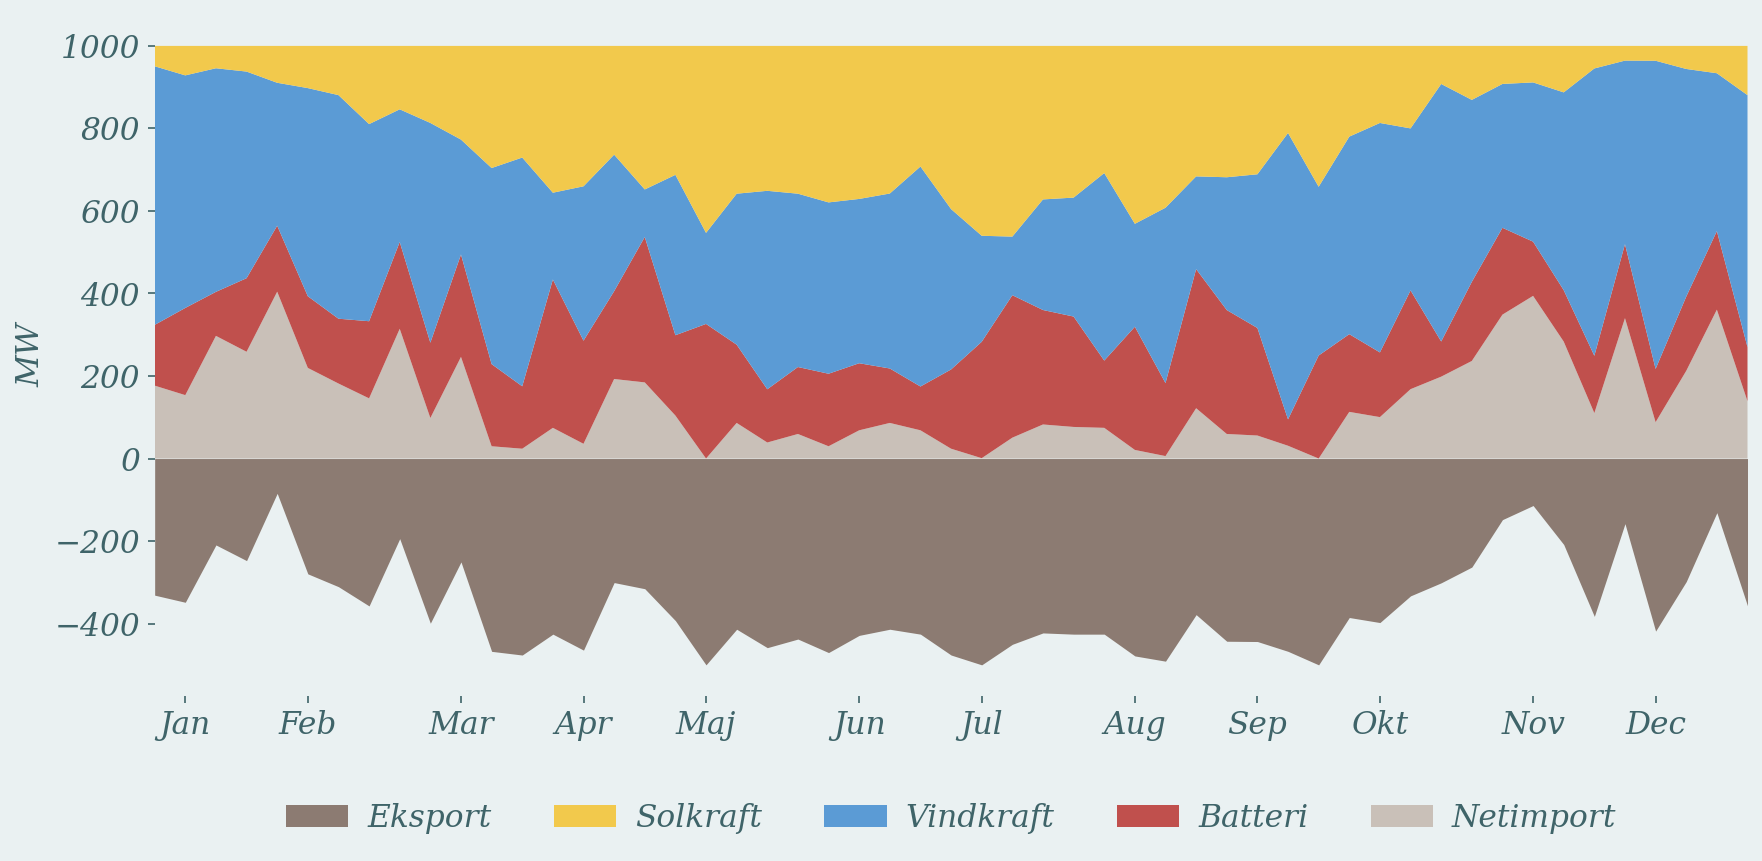 1000
800
600
400
200
0
−200
−400
MW
Jan Feb Mar Apr Maj Jun Jul Aug Sep Okt Nov Dec
Eksport Solkraft Vindkraft Batteri Netimport